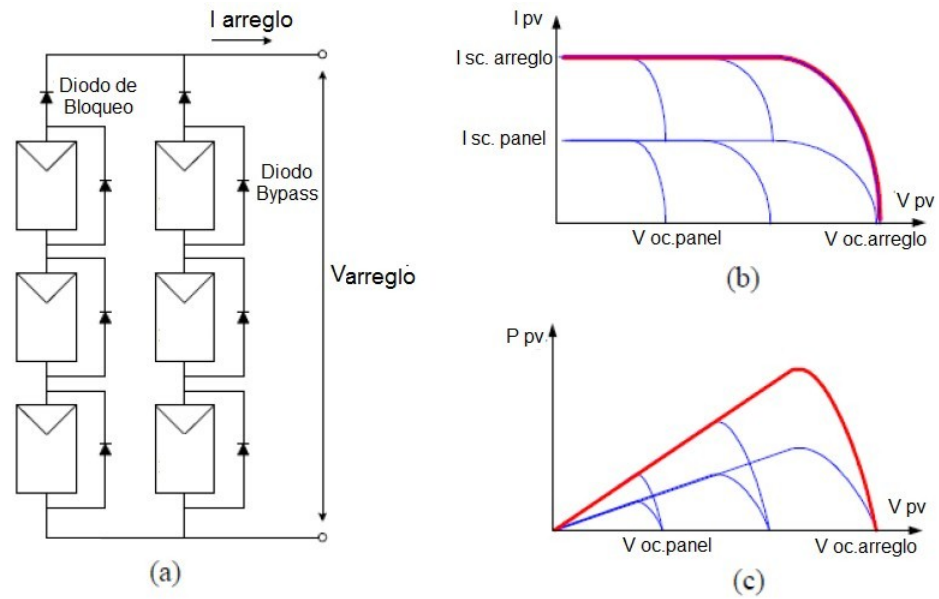 I arreglo
Diodo de
Bloqueo
Diodo
Bypass
Varreglo
(a)
I pv
I sc. arreglo
I sc. panel
V pv
V oc.panel
V oc.arreglo
(b)
P pv.
V pv
V oc.panel
V oc.arreglo
(c)